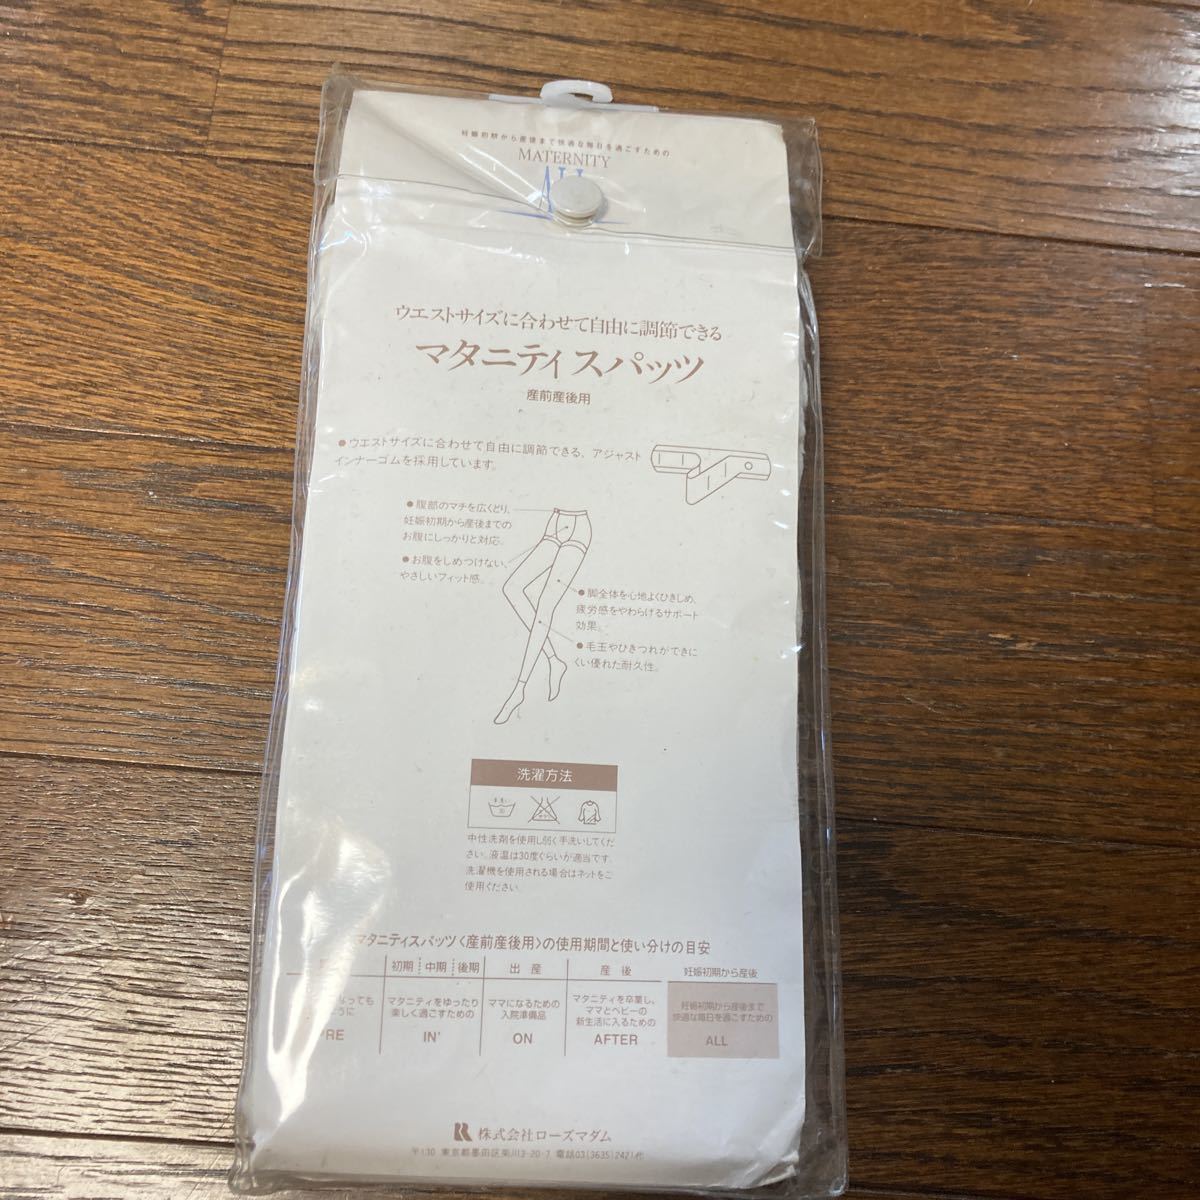 妊娠初期から産後まで快適な毎日を過ごすための
MATERNITY
ウエストサイズに合わせて自由に調節できる
マタニティスパッツ
産前産後用
●ウエストサイズに合わせて自由に調節できる、アジャスト
インナーゴムを採用しています。
●腹部のマチを広くどり、
妊娠初期から産後までの
お腹にしっかりと対応。
●お腹をしめつけない、
やさしいフィット感。
●脚全体を心地よくひきしめ、
疲労感をやわらげるサポート
効果。
●毛玉やひきつれができに
くい優れた耐久性。
洗濯方法
中性洗剤を使用し弱く手洗いしてくだ
さい。液温は30度ぐらいが適当です。
洗濯機を使用される場合はネットをご
使用ください。
マタニティスパッツ〈産前産後用〉の使用期間と使い分けの目安
初期 中期 後期
出産
産後
妊娠初期から産後
なっても
うに
PRE
マタニティをゆったり
楽しく過ごすための
IN'
ママになるための
入院準備品
ON
マタニティを卒業し、
ママとベビーの
新生活に入るための
AFTER
妊娠初期から産後まで
快適な毎日を過ごすための
ALL
株式会社ローズマダム
〒130 東京都墨田区菊川3-20-7 電話03(3635)2421代